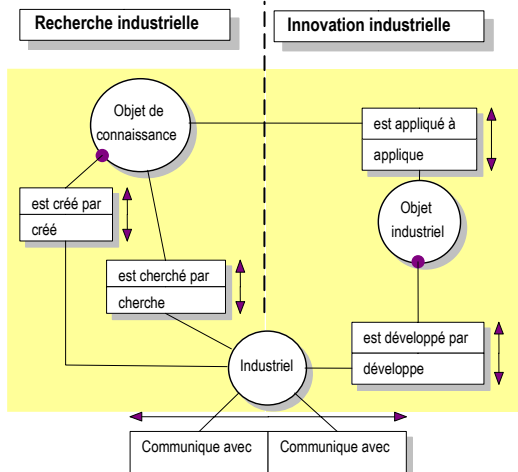 Recherche industrielle
Innovation industrielle
Objet de
connaissance
est appliqué à
applique
est créé par
créé
Objet
industriel
est cherché par
cherche
est développé par
développe
Industriel
Communique avec
Communique avec